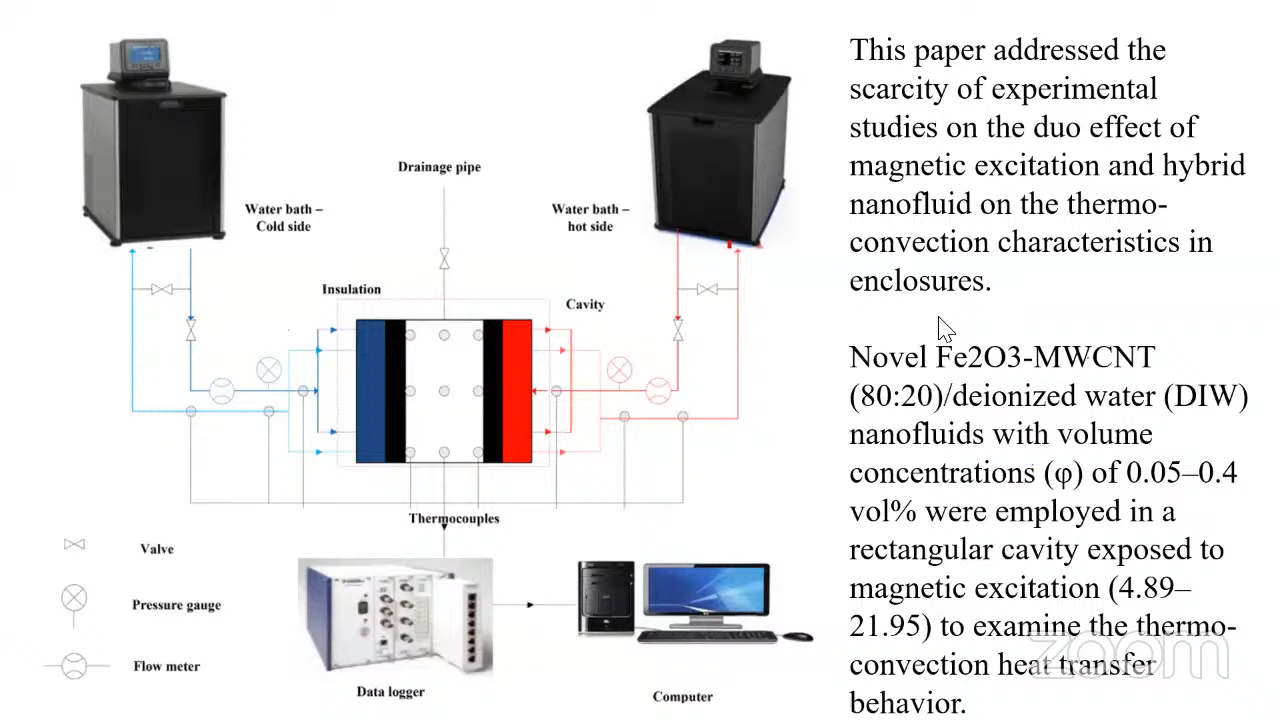 This paper addressed the
scarcity of experimental
studies on the duo effect of
magnetic excitation and hybrid
nanofluid on the thermo-
convection characteristics in
enclosures.
Novel Fe2O3-MWCNT
(80:20)/deionized water (DIW)
nanofluids with volume
concentrations (φ) of 0.05–0.4
vol% were employed in a
rectangular cavity exposed to
magnetic excitation (4.89–
21.95) to examine the thermo-
convection heat transfer
behavior.
Drainage pipe
Water bath –
Cold side
Water bath –
hot side
Insulation
Cavity
Thermocouples
Valve
Pressure gauge
Flow meter
Data logger
Computer
zoom